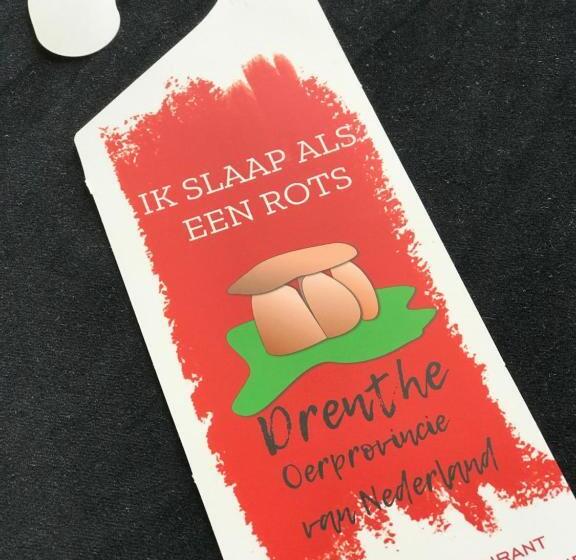 IK SLAAP ALS
EEN ROTS
Drenthe
Oerprovincie
van Nederland